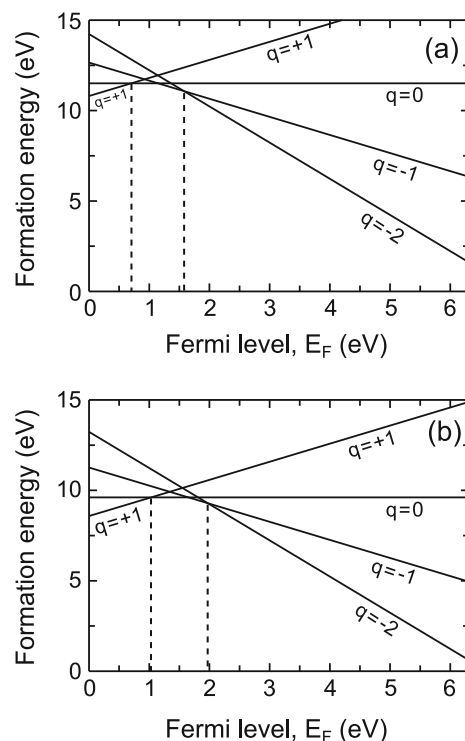 15
q=+1
(a)
10
q=+1
q=0
q=-1
5
q=-2
0
0 1 2 3 4 5 6
Formation energy (eV)
Fermi level, E_F (eV)
15
(b)
q=+1
10
q=+1
q=0
q=-1
5
q=-2
0
0 1 2 3 4 5 6
Formation energy (eV)
Fermi level, E_F (eV)